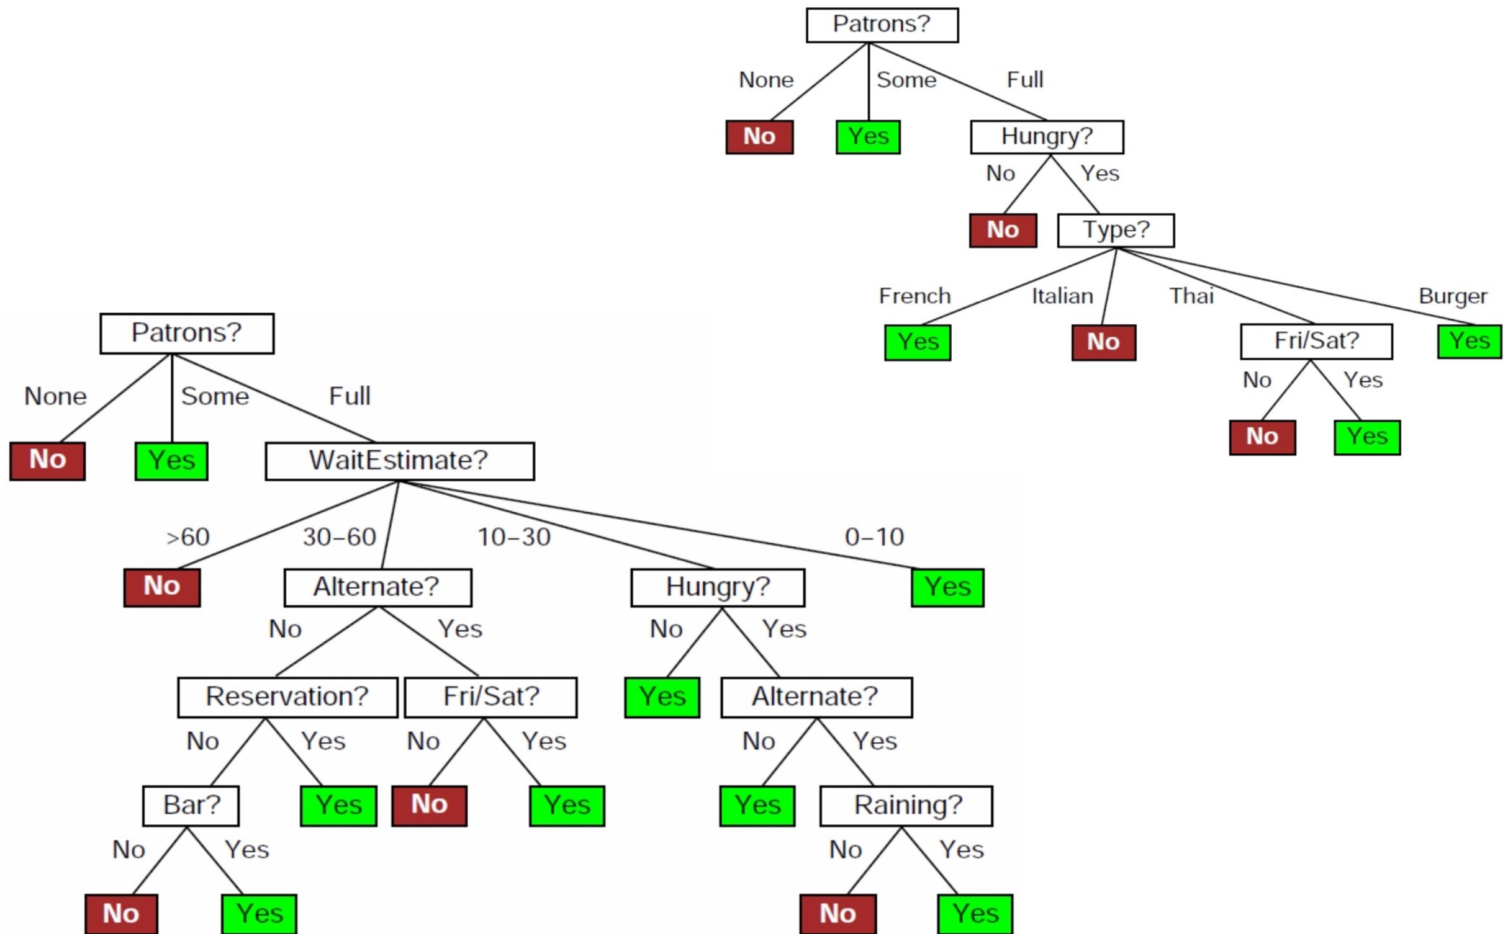 Patrons?
None Some Full
No Yes Hungry?
No Yes
No Type?
French Italian Thai Burger
Yes No Fri/Sat? Yes
No Yes
No Yes
Patrons?
None Some Full
No Yes WaitEstimate?
>60 30–60 10–30 0–10
No Alternate? Hungry? Yes
No Yes No Yes
Reservation? Fri/Sat? Yes Alternate?
No Yes No Yes No Yes
Bar? Yes No Yes Yes Raining?
No Yes No Yes
No Yes No Yes